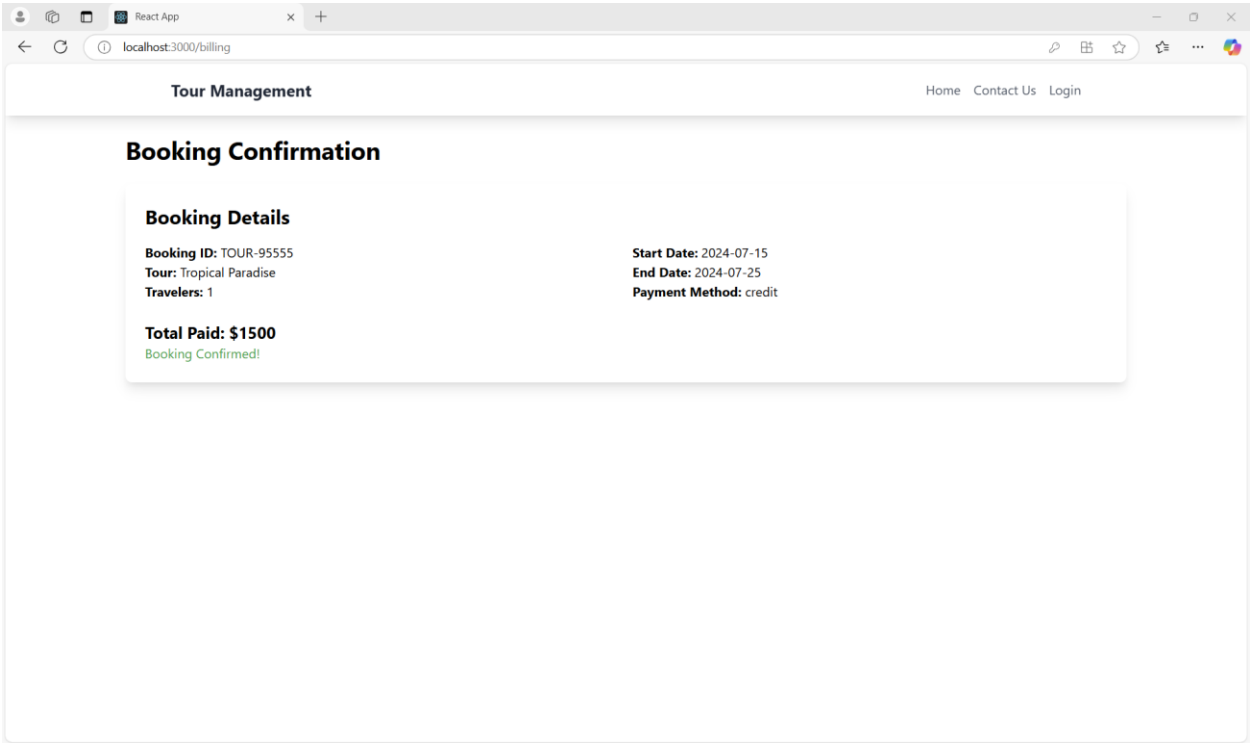 React App
localhost:3000/billing
Tour Management
Home Contact Us Login
Booking Confirmation
Booking Details
Booking ID: TOUR-95555
Tour: Tropical Paradise
Travelers: 1
Start Date: 2024-07-15
End Date: 2024-07-25
Payment Method: credit
Total Paid: $1500
Booking Confirmed!